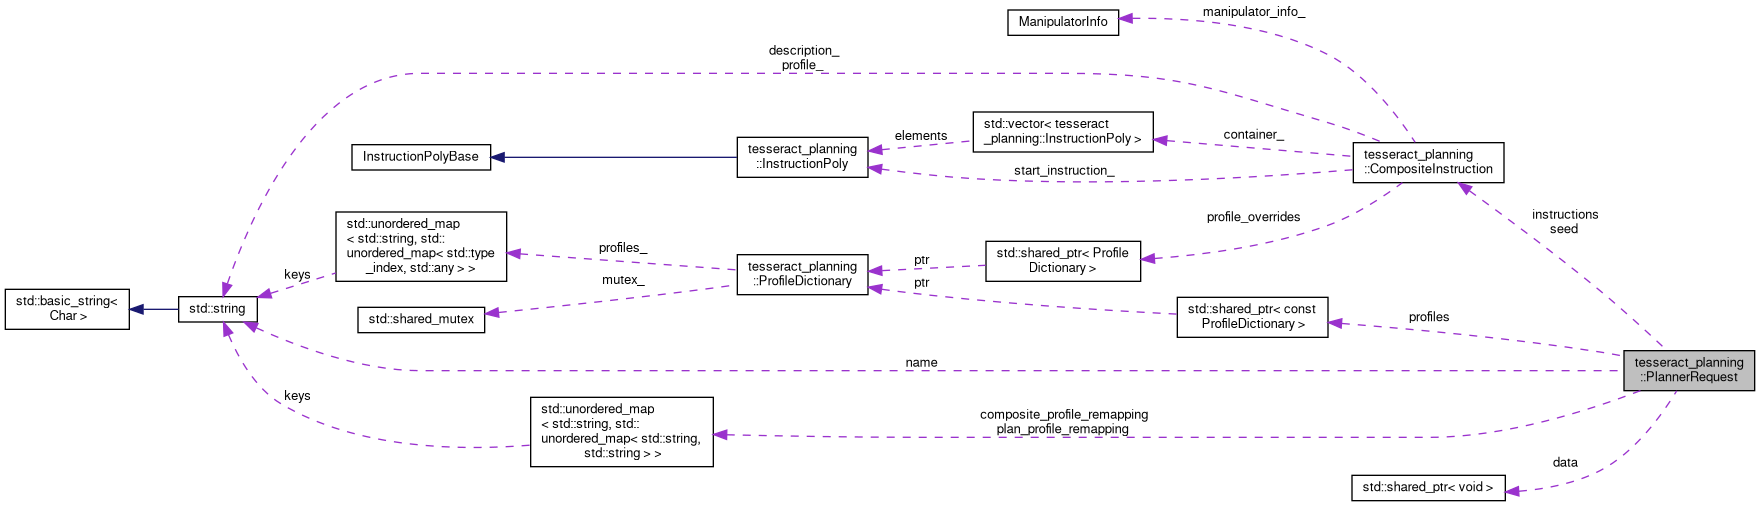 manipulator_info_
ManipulatorInfo
description_
profile_
std::vector< tesseract
_planning::InstructionPoly >
elements
container_
tesseract_planning
::InstructionPoly
InstructionPolyBase
tesseract_planning
::CompositeInstruction
start_instruction_
std::unordered_map
< std::string, std::
unordered_map< std::type
_index, std::any > >
profiles_
profile_overrides
instructions
seed
std::shared_ptr< Profile
Dictionary >
ptr
keys
tesseract_planning
::ProfileDictionary
mutex_
ptr
std::basic_string<
Char >
std::string
std::shared_mutex
std::shared_ptr< const
ProfileDictionary >
profiles
name
tesseract_planning
::PlannerRequest
keys
std::unordered_map
< std::string, std::
unordered_map< std::string,
std::string > >
composite_profile_remapping
plan_profile_remapping
data
std::shared_ptr< void >